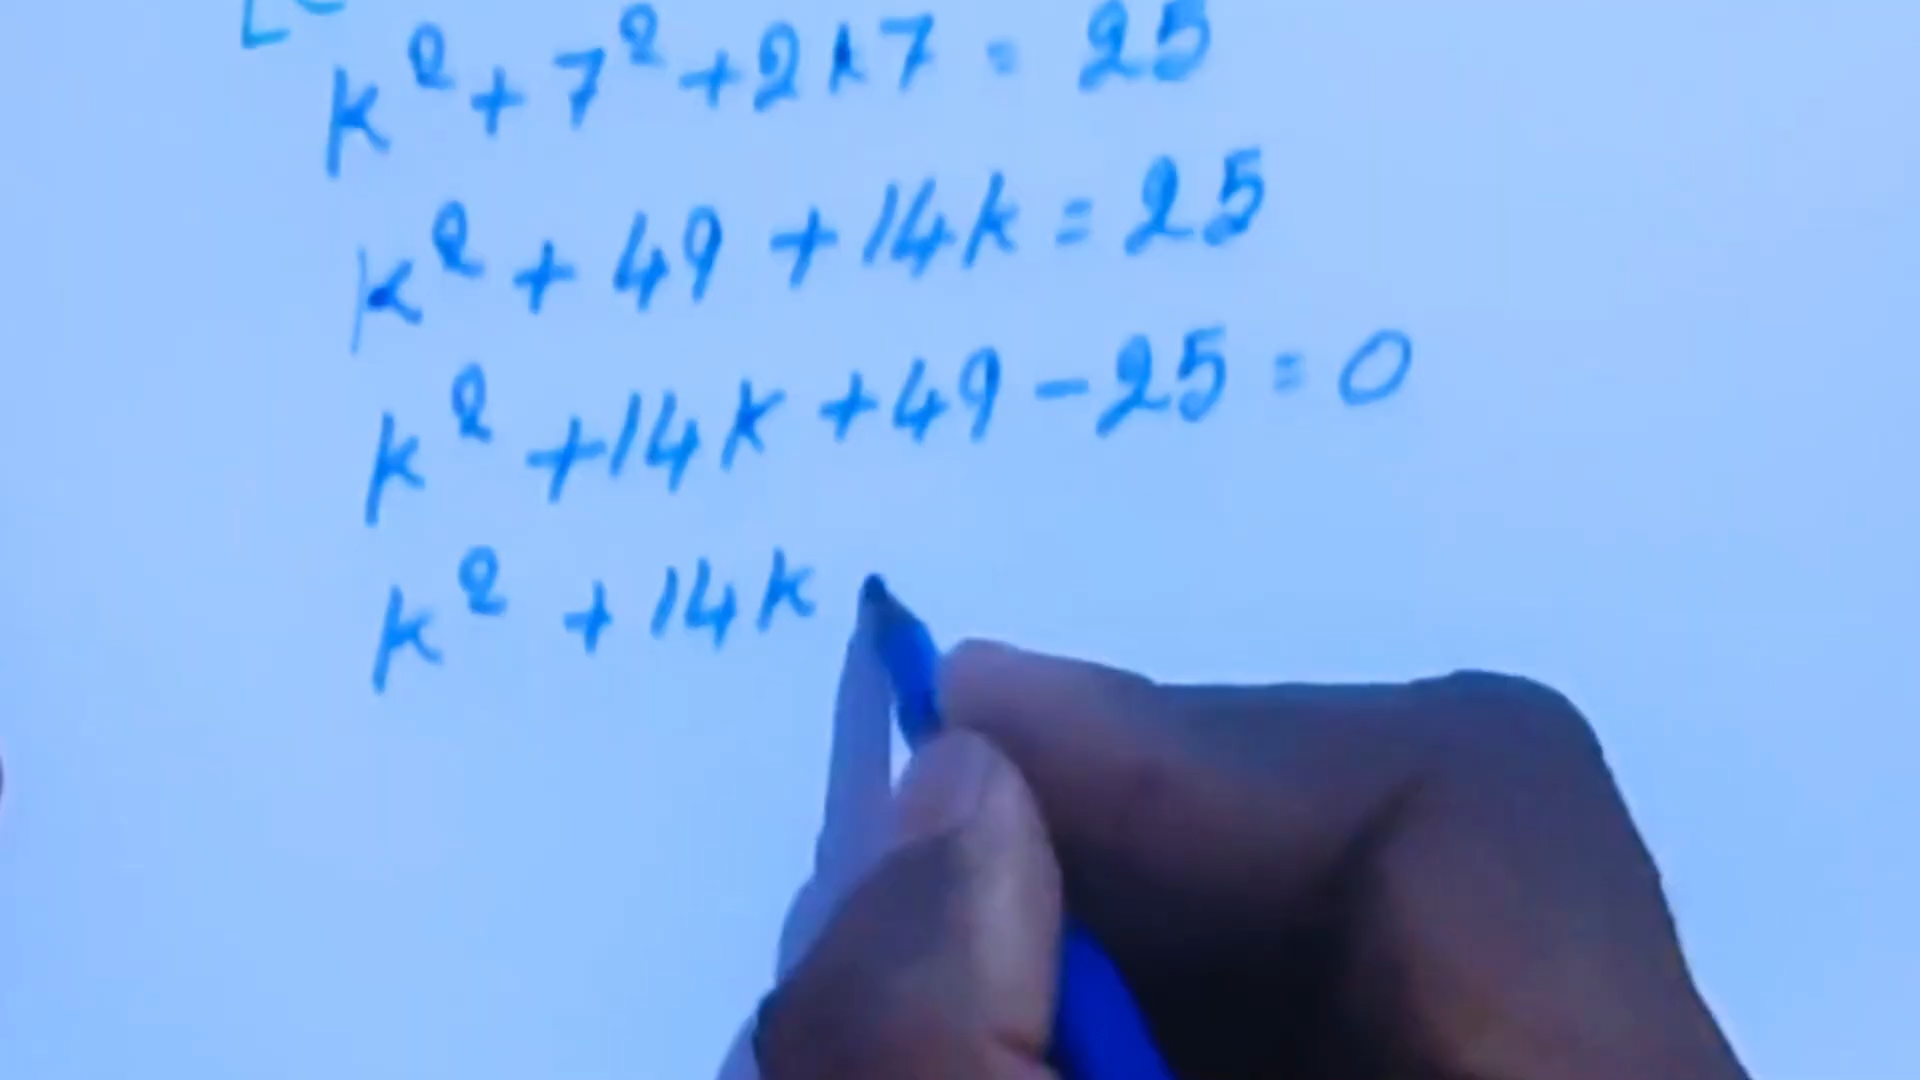 k² + 7² + 2k7 = 25
k² + 49 + 14k = 25
k² + 14k + 49 - 25 = 0
k² + 14k